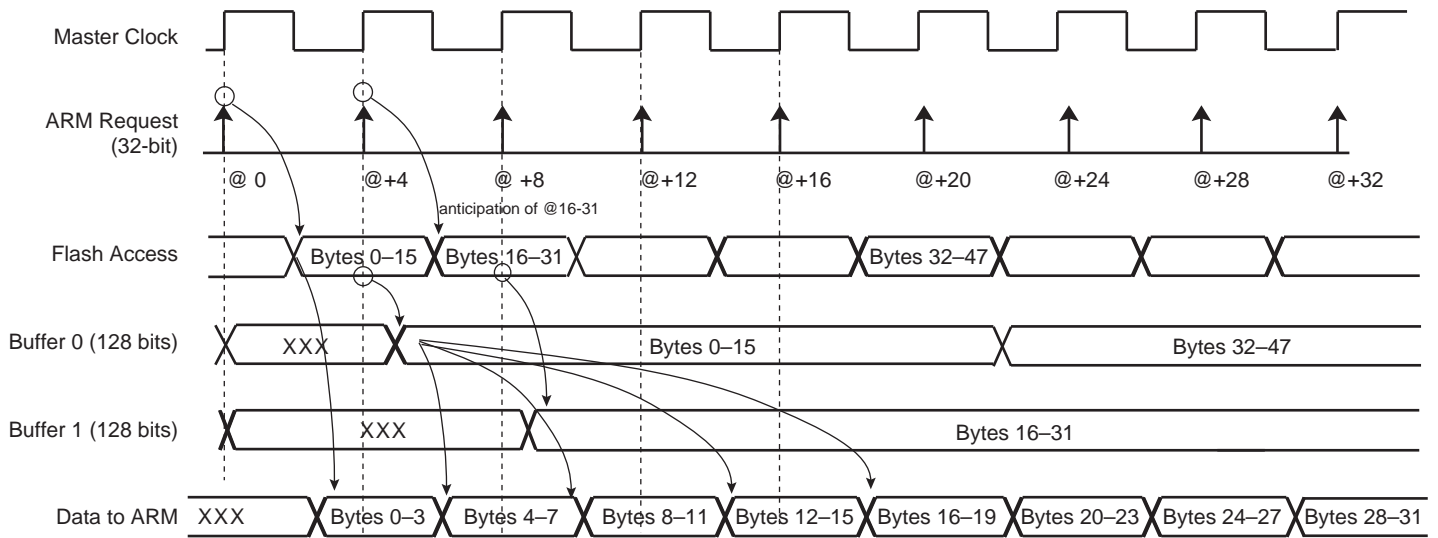 Master Clock
ARM Request
(32-bit)
@ 0
@+4
@ +8
@+12
@+16
@+20
@+24
@+28
@+32
anticipation of @16-31
Flash Access
Bytes 0–15
Bytes 16–31
Bytes 32–47
Buffer 0 (128 bits)
XXX
Bytes 0–15
Bytes 32–47
Buffer 1 (128 bits)
XXX
Bytes 16–31
Data to ARM
XXX
Bytes 0–3
Bytes 4–7
Bytes 8–11
Bytes 12–15
Bytes 16–19
Bytes 20–23
Bytes 24–27
Bytes 28–31